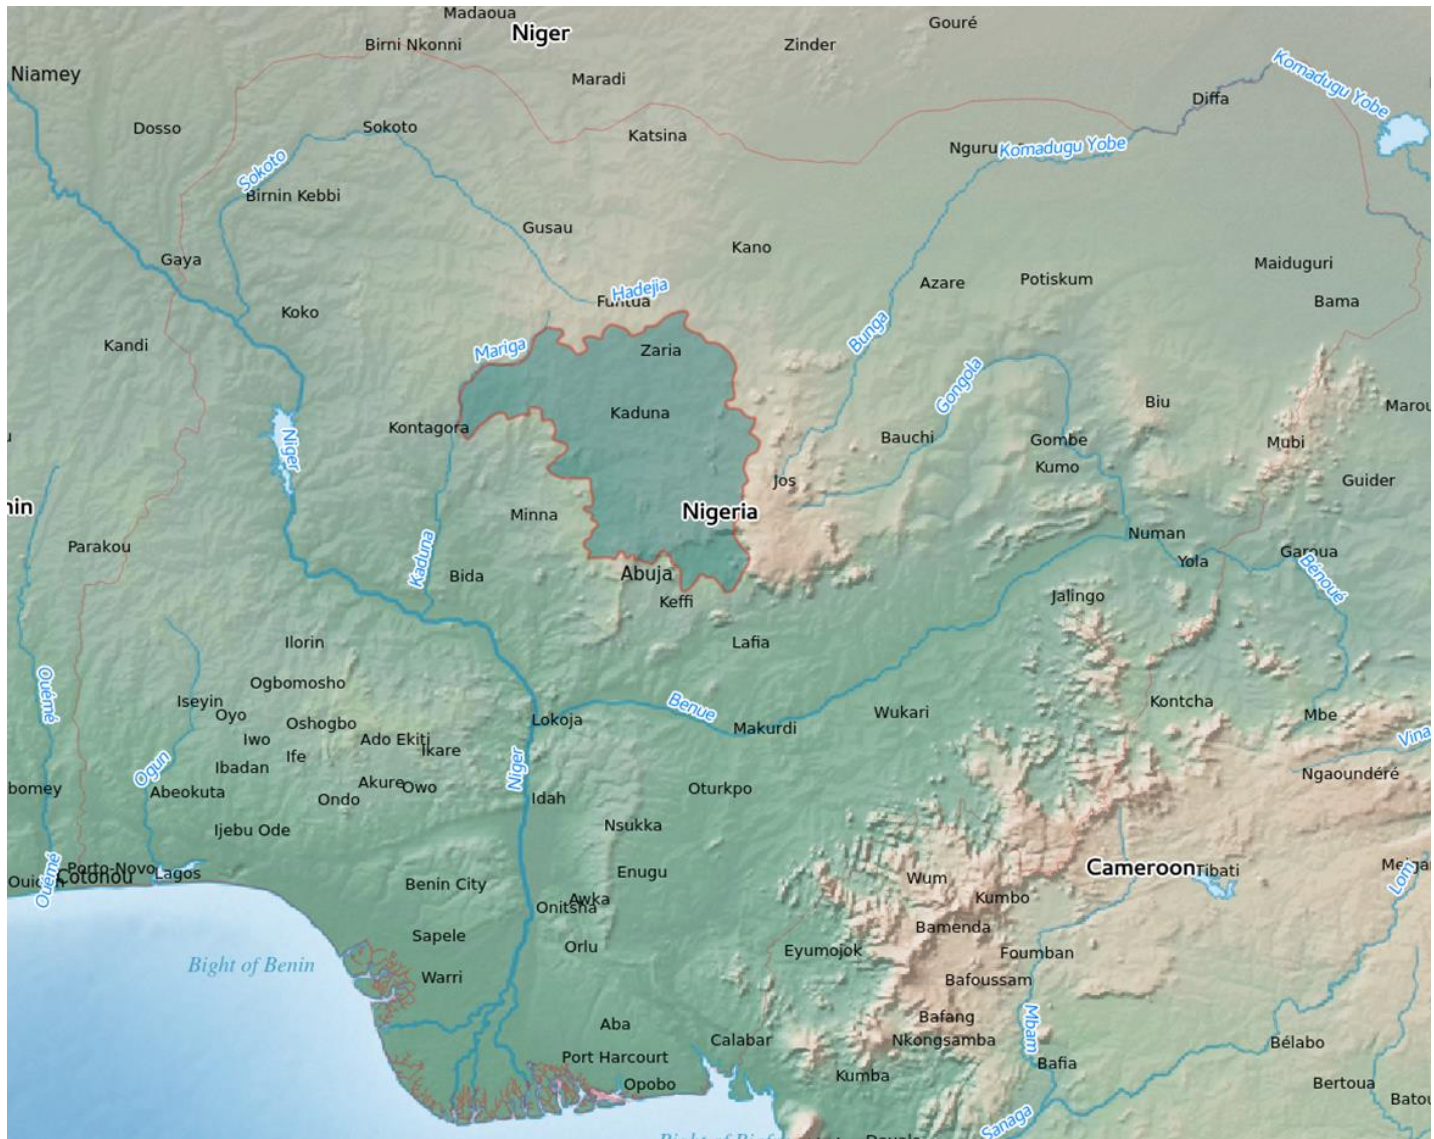 Madaoua
Gouré
Niger
Birni Nkonni
Zinder
Niamey
Maradi
Komadugu Yobe
Diffa
Dosso
Sokoto
Katsina
Nguru
Komadugu Yobe
Sokoto
Birnin Kebbi
Gusau
Kano
Gaya
Maiduguri
Azare
Potiskum
Hadejia
Funtua
Bama
Koko
Bunga
Kandi
Mariga
Zaria
Gongola
Biu
Marou
Kaduna
Kontagora
Bauchi
Gombe
Mubi
Niger
Kumo
Jos
Guider
nin
Nigeria
Minna
Numan
Parakou
Kaduna
Garoua
Yola
Bida
Abuja
Bénoué
Keffi
Jalingo
Ilorin
Lafia
Ogbomosho
Ouémé
Iseyin
Oyo
Benue
Kontcha
Oshogbo
Lokoja
Wukari
Mbe
Iwo
Ado Ekiti
Makurdi
Vina
Ife
Ikare
Ibadan
Ogun
Niger
Ngaoundéré
bomey
Abeokuta
Akure
Owo
Ondo
Idah
Oturkpo
Ijebu Ode
Nsukka
Porto-Novo
Cotonou
Lagos
Enugu
Cameroon
Tibati
Meigan
Ouémé
Benin City
Wum
Lom
Awka
Onitsha
Kumbo
Bamenda
Sapele
Orlu
Eyumojok
Foumban
Bight of Benin
Warri
Bafoussam
Bafang
Aba
Mbam
Calabar
Nkongsamba
Bélabo
Port Harcourt
Bafia
Kumba
Opobo
Bertoua
Batou
Sanaga